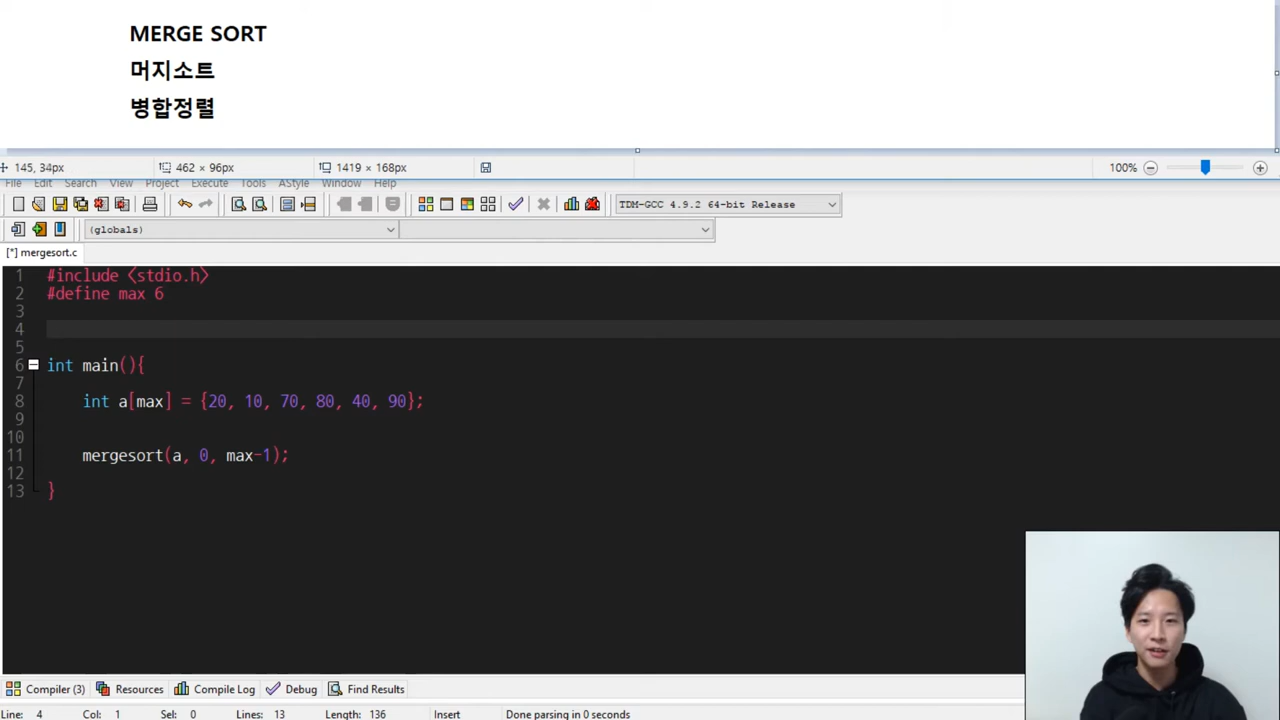 MERGE SORT
머지소트
병합정렬
145, 34px 462 × 96px 1419 × 168px 100%
File Edit Search View Project Execute Tools AStyle Window Help
TDM-GCC 4.9.2 64-bit Release
(globals)
[*] mergesort.c
1 #include <stdio.h>
2 #define max 6
3
4
5
6 int main(){
7
8 int a[max] = {20, 10, 70, 80, 40, 90};
9
10
11 mergesort(a, 0, max-1);
12
13 }
Compiler (3) Resources Compile Log Debug Find Results
Line: 4 Col: 1 Sel: 0 Lines: 13 Length: 136 Insert Done parsing in 0 seconds